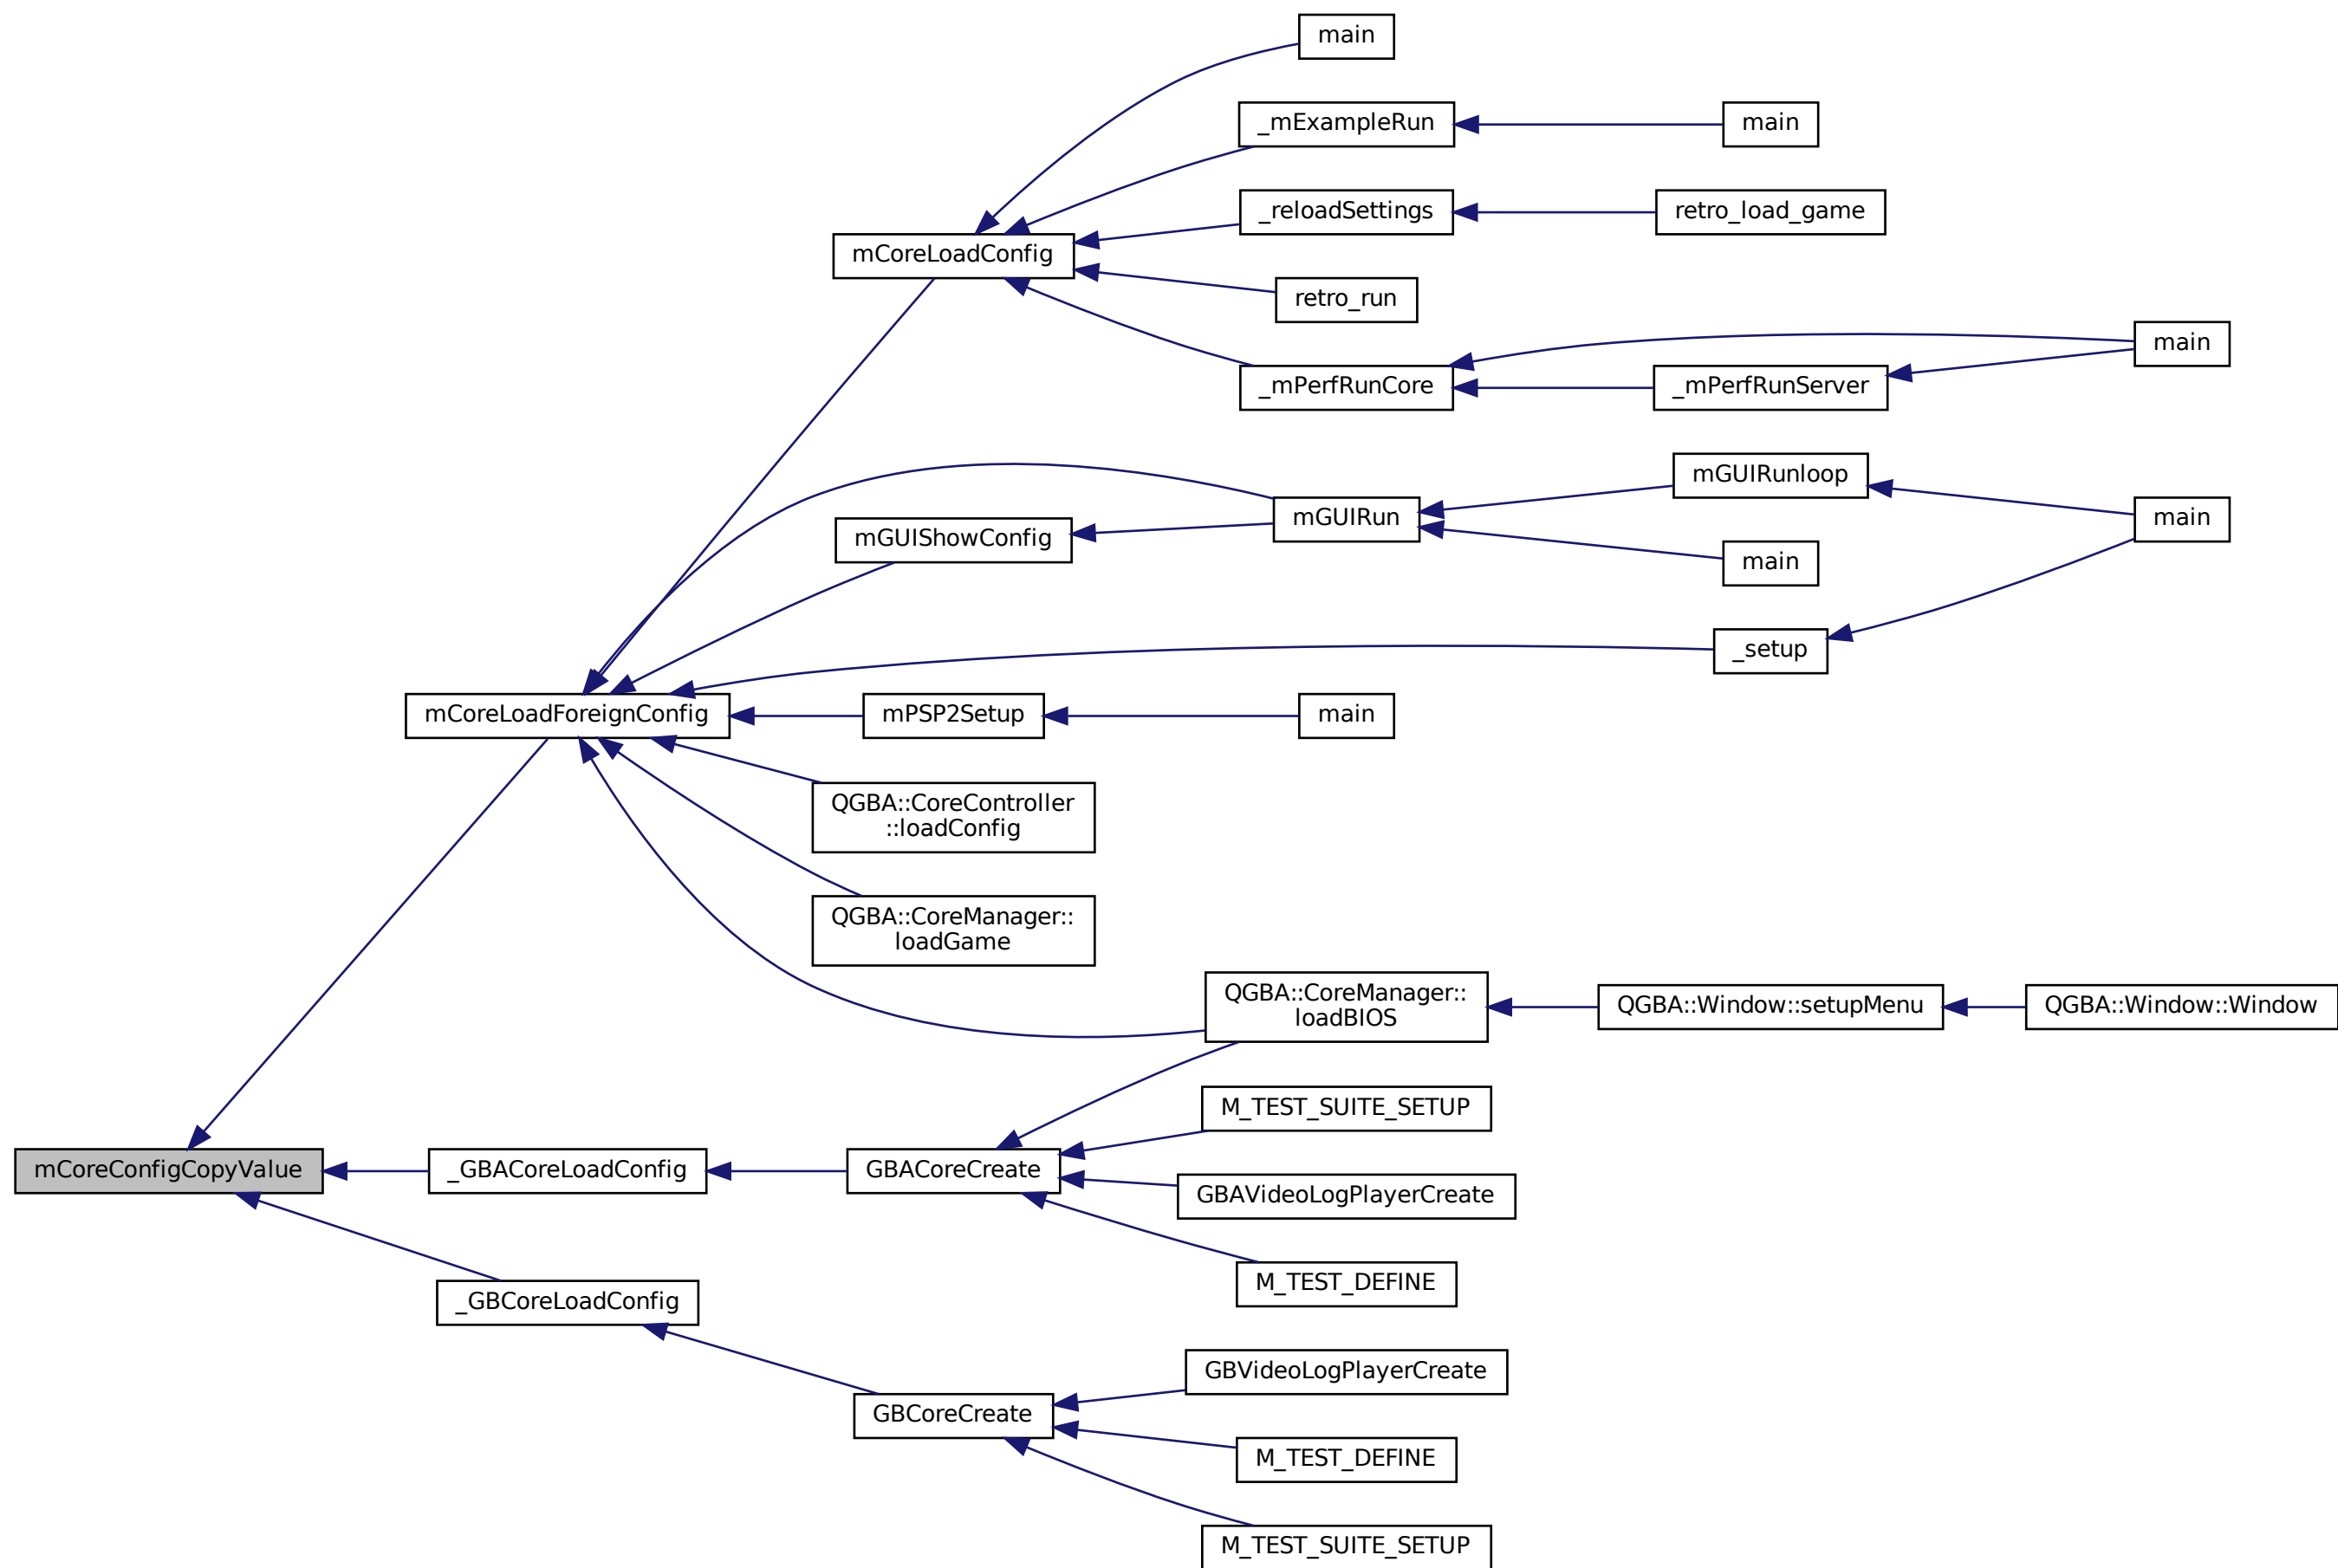 main
_mExampleRun
main
_reloadSettings
retro_load_game
mCoreLoadConfig
retro_run
main
_mPerfRunCore
_mPerfRunServer
mGUIRunloop
mGUIRun
main
mGUIShowConfig
main
_setup
mCoreLoadForeignConfig
mPSP2Setup
main
QGBA::CoreController
::loadConfig
QGBA::CoreManager::
loadGame
QGBA::CoreManager::
loadBIOS
QGBA::Window::setupMenu
QGBA::Window::Window
M_TEST_SUITE_SETUP
mCoreConfigCopyValue
_GBACoreLoadConfig
GBACoreCreate
GBAVideoLogPlayerCreate
M_TEST_DEFINE
_GBCoreLoadConfig
GBVideoLogPlayerCreate
GBCoreCreate
M_TEST_DEFINE
M_TEST_SUITE_SETUP